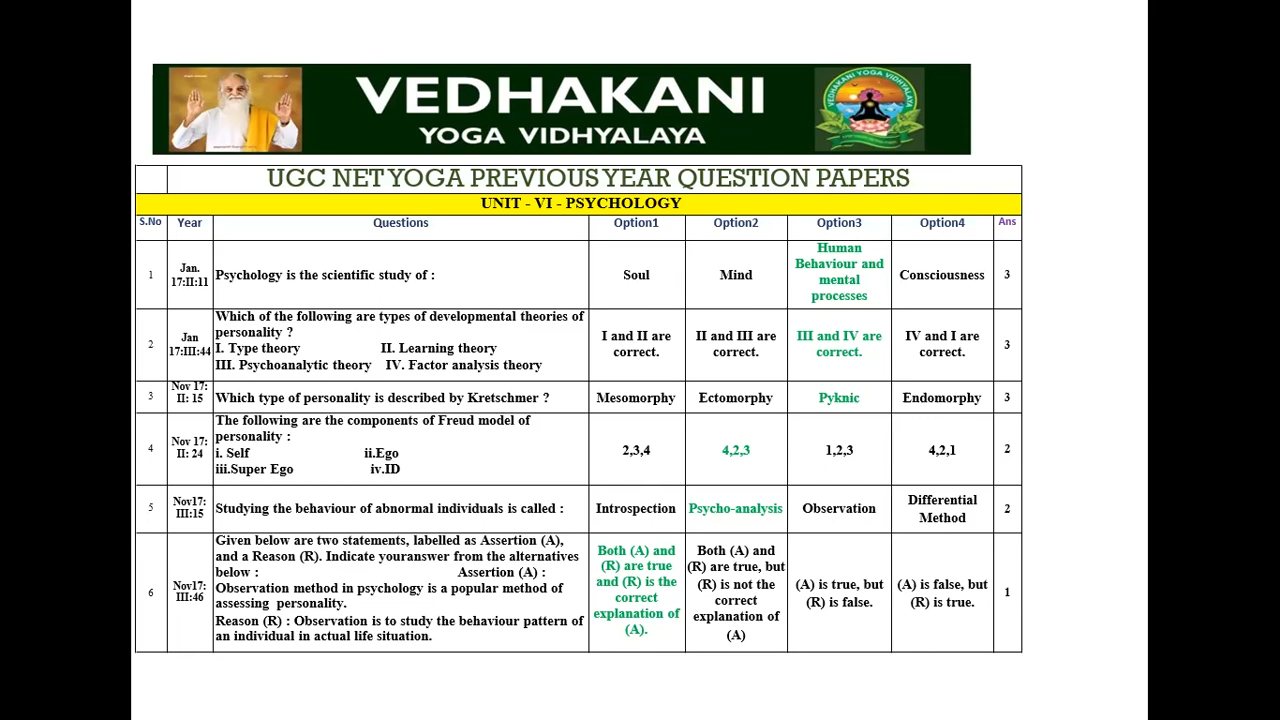 VEDHAKANI
YOGA VIDHYALAYA
VEDHAKANI YOGA VIDHYALAYA
UGC NET YOGA PREVIOUS YEAR QUESTION PAPERS
UNIT - VI - PSYCHOLOGY
S.No Year Questions Option1 Option2 Option3 Option4 Ans
1
Jan.
17:II:11
Psychology is the scientific study of :
Soul
Mind
Human
Behaviour and
mental
processes
Consciousness
3
2
Jan
17:III:44
Which of the following are types of developmental theories of
personality ?
I. Type theory II. Learning theory
III. Psychoanalytic theory IV. Factor analysis theory
I and II are
correct.
II and III are
correct.
III and IV are
correct.
IV and I are
correct.
3
3
Nov 17:
II: 15
Which type of personality is described by Kretschmer ?
Mesomorphy
Ectomorphy
Pyknic
Endomorphy
3
4
Nov 17:
II: 24
The following are the components of Freud model of
personality :
i. Self ii.Ego
iii.Super Ego iv.ID
2,3,4
4,2,3
1,2,3
4,2,1
2
5
Nov17:
III:15
Studying the behaviour of abnormal individuals is called :
Introspection
Psycho-analysis
Observation
Differential
Method
2
6
Nov17:
III:46
Given below are two statements, labelled as Assertion (A),
and a Reason (R). Indicate youranswer from the alternatives
below : Assertion (A) :
Observation method in psychology is a popular method of
assessing personality.
Reason (R) : Observation is to study the behaviour pattern of
an individual in actual life situation.
Both (A) and
(R) are true
and (R) is the
correct
explanation of
(A).
Both (A) and
(R) are true, but
(R) is not the
correct
explanation of
(A)
(A) is true, but
(R) is false.
(A) is false, but
(R) is true.
1